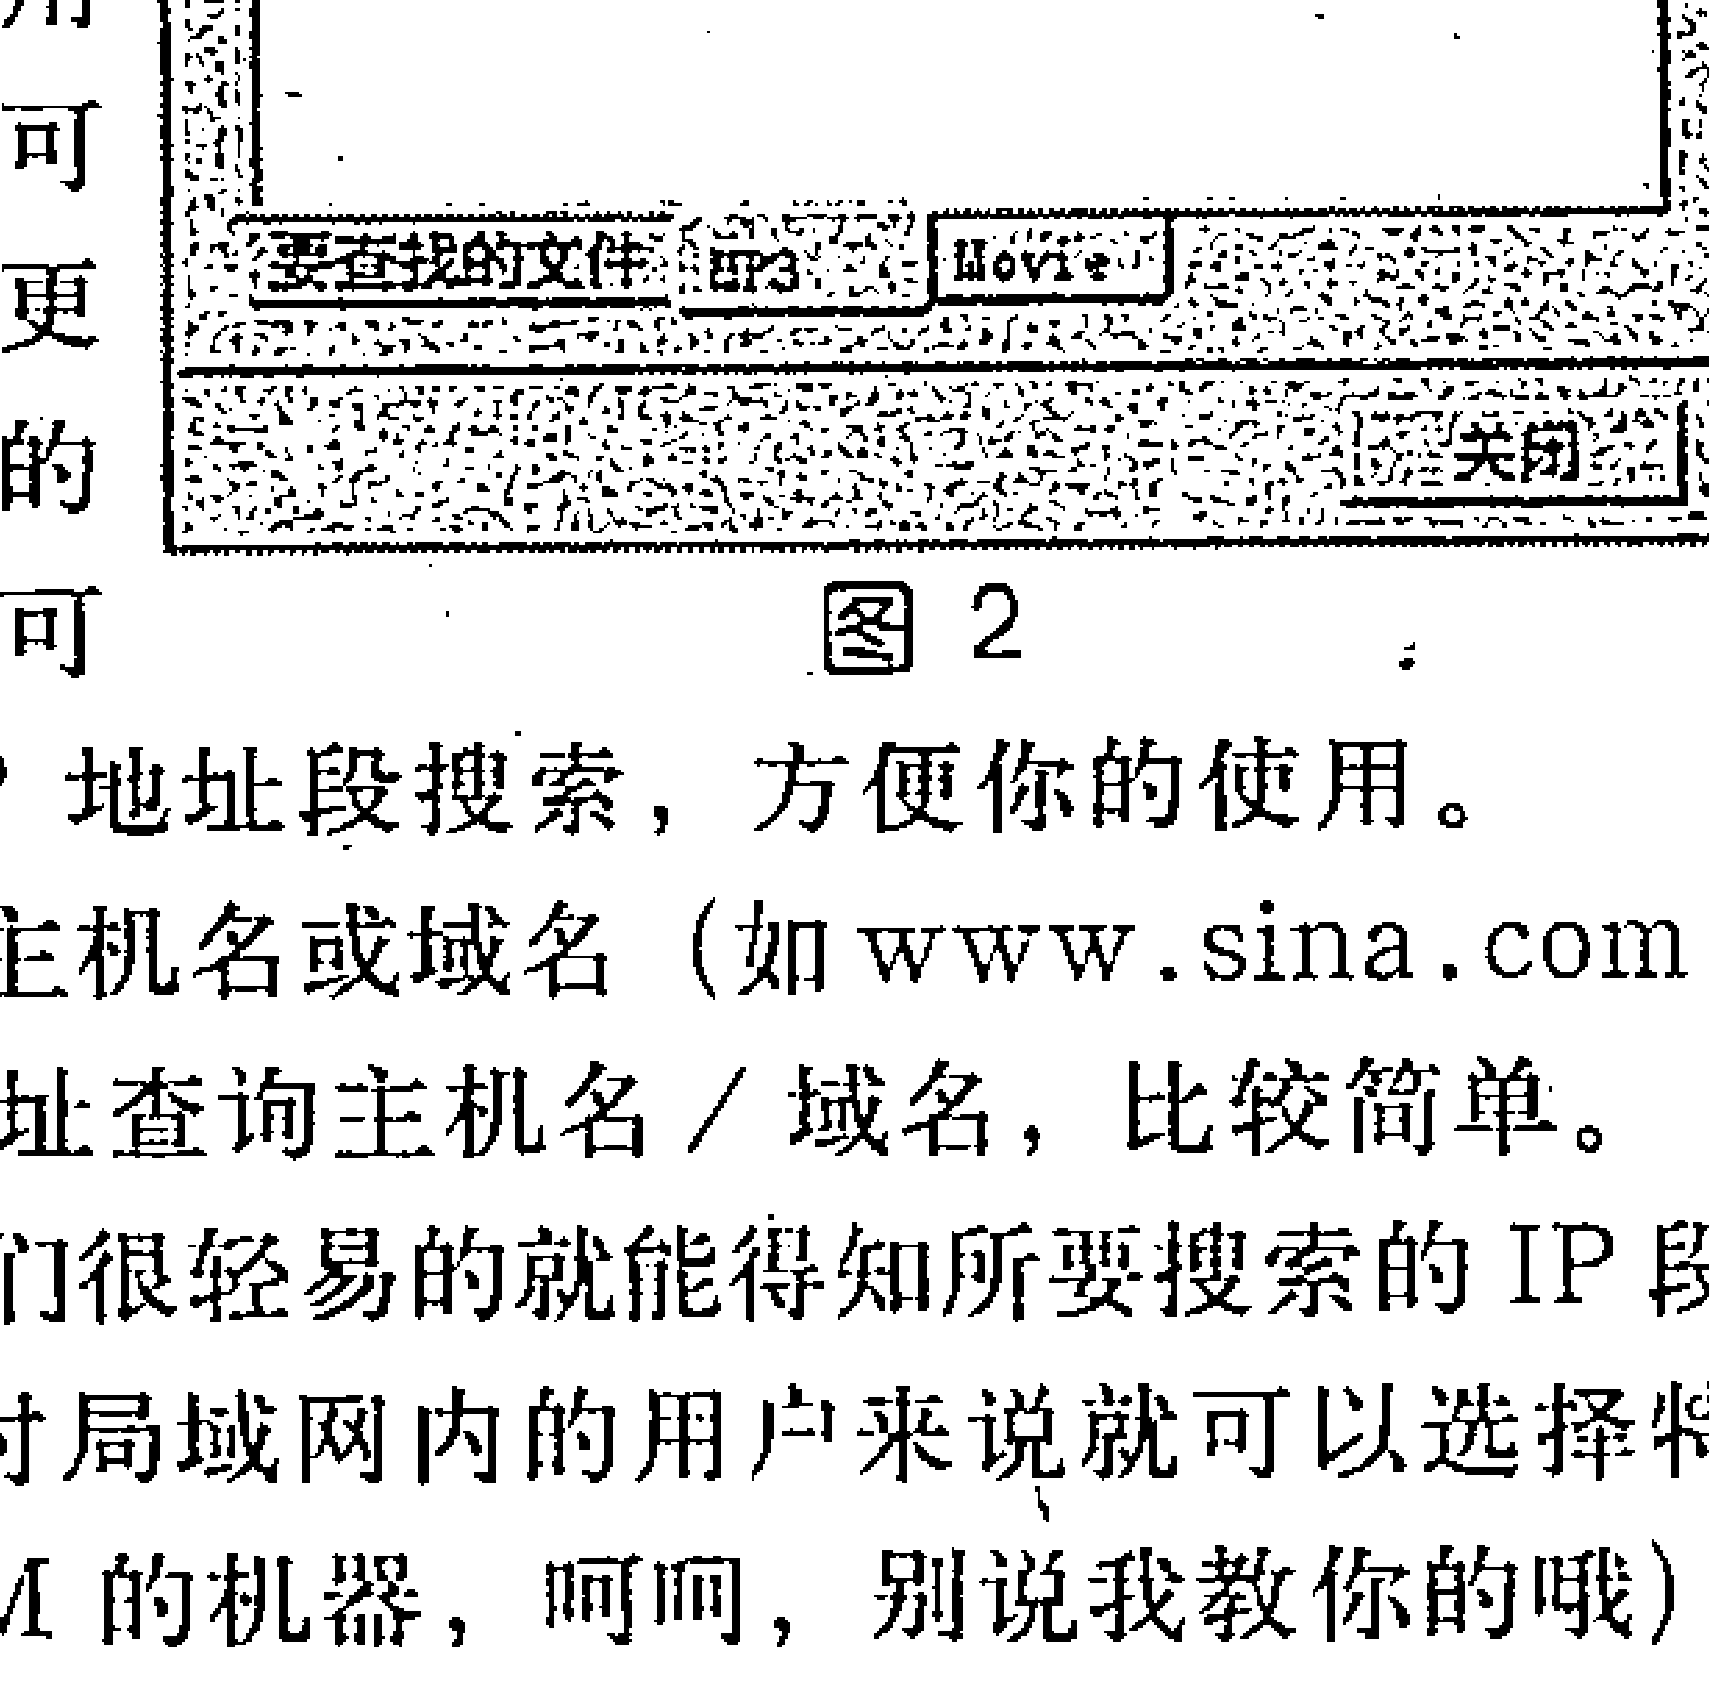 用
可
要查找的文件 MP3 Movie
更
的 关闭
可
图 2
地址段搜索，方便你的使用。
主机名或域名（如 www.sina.com
址查询主机名／域名，比较简单。
们很轻易的就能得知所要搜索的 IP 段
对局域网内的用户来说就可以选择特
M 的机器，呵呵，别说我教你的哦）